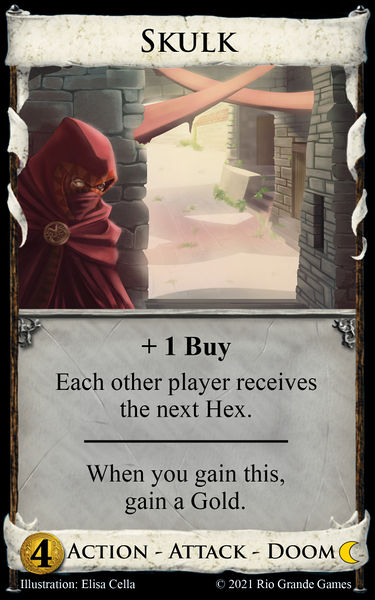 Skulk
+ 1 Buy
Each other player receives
the next Hex.
When you gain this,
gain a Gold.
4 Action - Attack - Doom
Illustration: Elisa Cella © 2021 Rio Grande Games